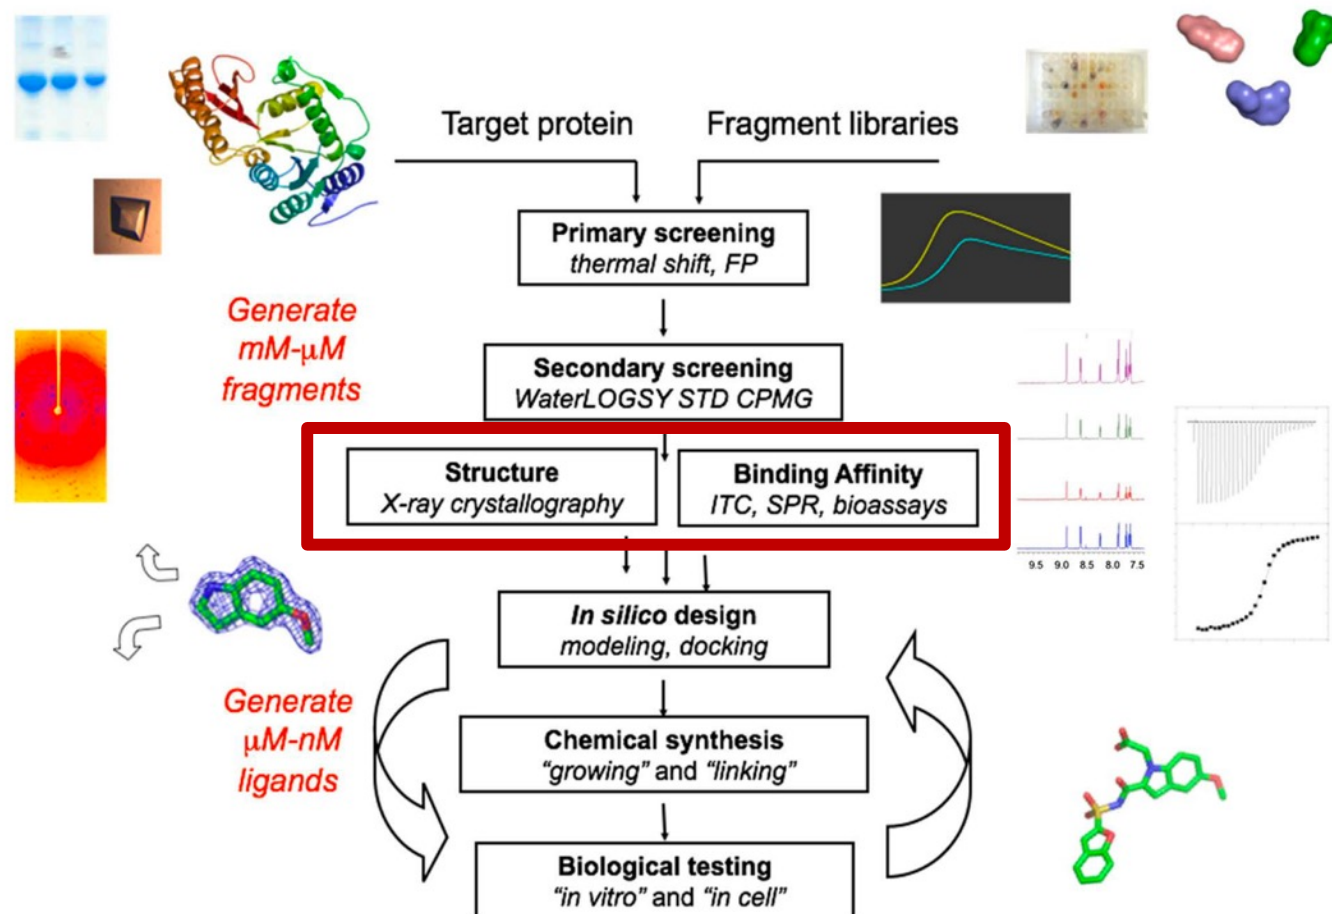 Target protein
Fragment libraries
Primary screening
thermal shift, FP
Generate
mM-μM
fragments
Secondary screening
WaterLOGSY STD CPMG
Structure
X-ray crystallography
Binding Affinity
ITC, SPR, bioassays
9.5 9.0 8.5 8.0 7.5
In silico design
modeling, docking
Generate
μM-nM
ligands
Chemical synthesis
“growing” and “linking”
Biological testing
“in vitro” and “in cell”